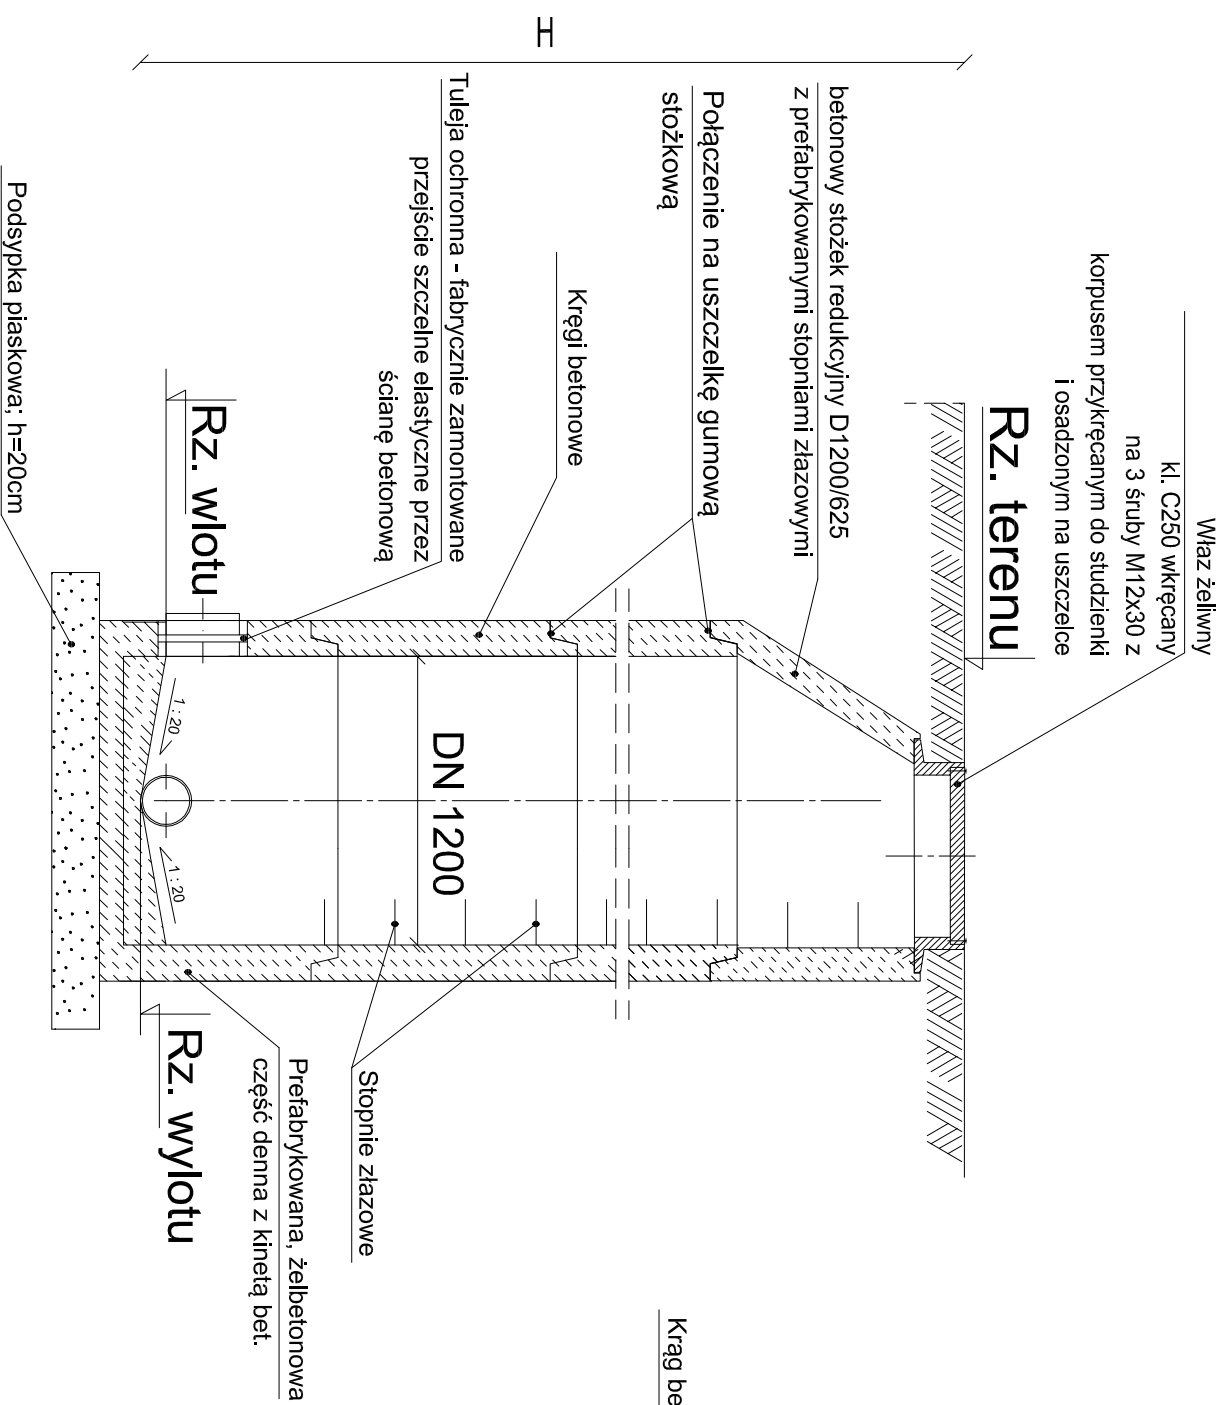 Właz żeliwny
kl. C250 wkręcany
na 3 śruby M12x30 z
korpusem przykręcanym do studzienki
i osadzonym na uszczelce
Rz. terenu
betonowy stożek redukcyjny D1200/625
z prefabrykowanymi stopniami złazowymi
Połączenie na uszczelkę gumową
stożkową
H
Kręgi betonowe
Tuleja ochronna - fabrycznie zamontowane
przejście szczelne elastyczne przez
ścianę betonową
Rz. wlotu
Podsypka piaskowa; h=20cm
DN 1200
1 : 20
1 : 20
Stopnie złazowe
Prefabrykowana, żelbetonowa
część denna z kinetą bet.
Rz. wylotu
Krąg be